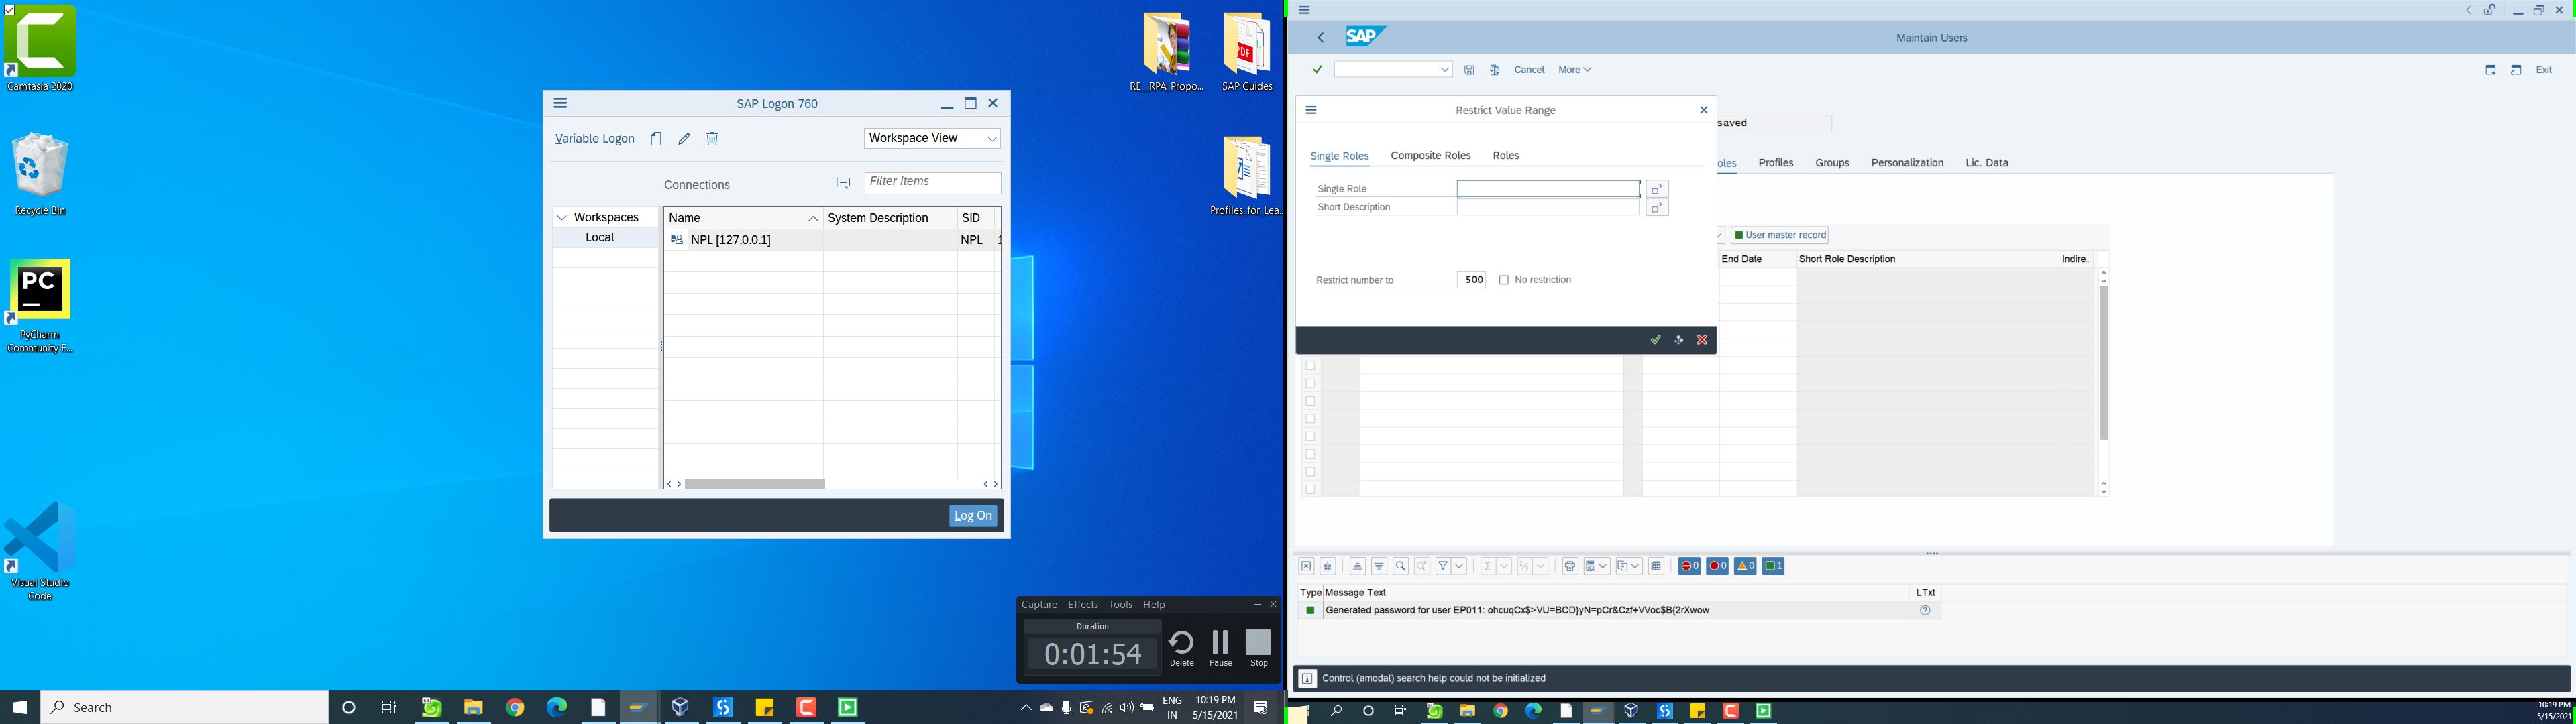 Camtasia 2020
Recycle Bin
PC
PyCharm
Community E...
Visual Studio
Code
RE__RPA_Propo...
PDF
SAP Guides
Profiles_for_Lea...
SAP Logon 760
Variable Logon
Workspace View
Connections
Filter Items
Workspaces
Local
Name
System Description
SID
NPL [127.0.0.1]
NPL
1
Log On
Capture
Effects
Tools
Help
Duration
0:01:54
Delete
Pause
Stop
Search
ENG
IN
10:19 PM
5/15/2021
SAP
Maintain Users
Cancel
More
Exit
Restrict Value Range
saved
Single Roles
Composite Roles
Roles
oles
Profiles
Groups
Personalization
Lic. Data
Single Role
Short Description
User master record
End Date
Short Role Description
Indire..
Restrict number to
500
No restriction
0
0
0
1
Type
Message Text
LTxt
Generated password for user EP011: ohcuqCx$>VU=BCD}yN=pCr&Czf+VVoc$B{2rXwow
Control (amodal) search help could not be initialized
10:19 PM
5/15/2021